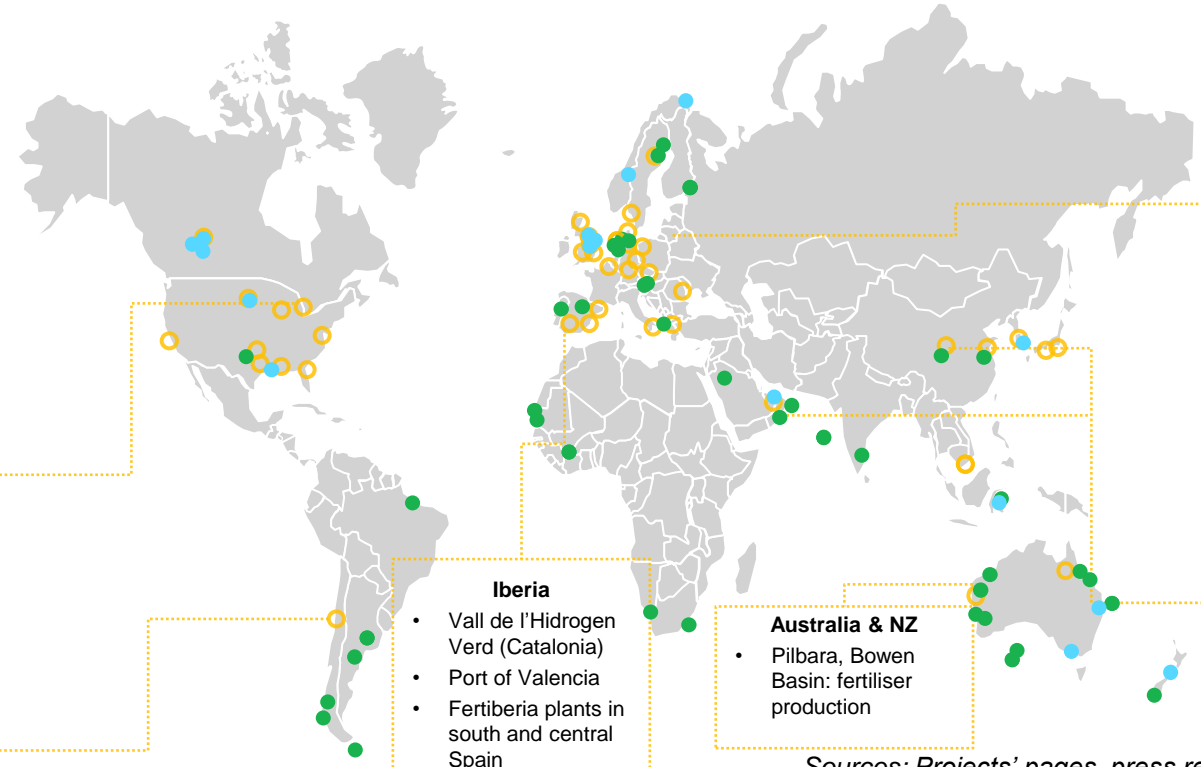 Iberia
• Vall de l’Hidrogen
Verd (Catalonia)
• Port of Valencia
• Fertiberia plants in
south and central
Spain
Australia & NZ
• Pilbara, Bowen
Basin: fertiliser
production
Sources: Projects’ pages, press re